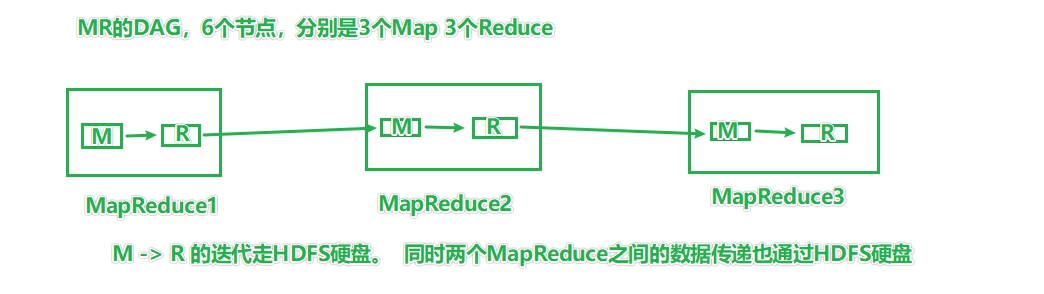 MR的DAG，6个节点，分别是3个Map 3个Reduce
M R M R M R
MapReduce1 MapReduce2 MapReduce3
M -> R 的迭代走HDFS硬盘。 同时两个MapReduce之间的数据传递也通过HDFS硬盘